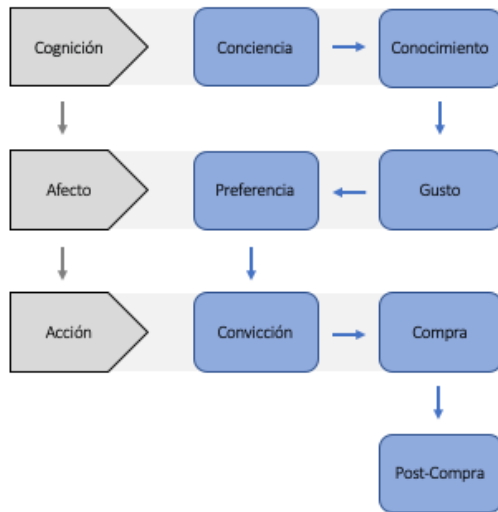 Cognición
Conciencia
Conocimiento
Afecto
Preferencia
Gusto
Acción
Convicción
Compra
Post-Compra